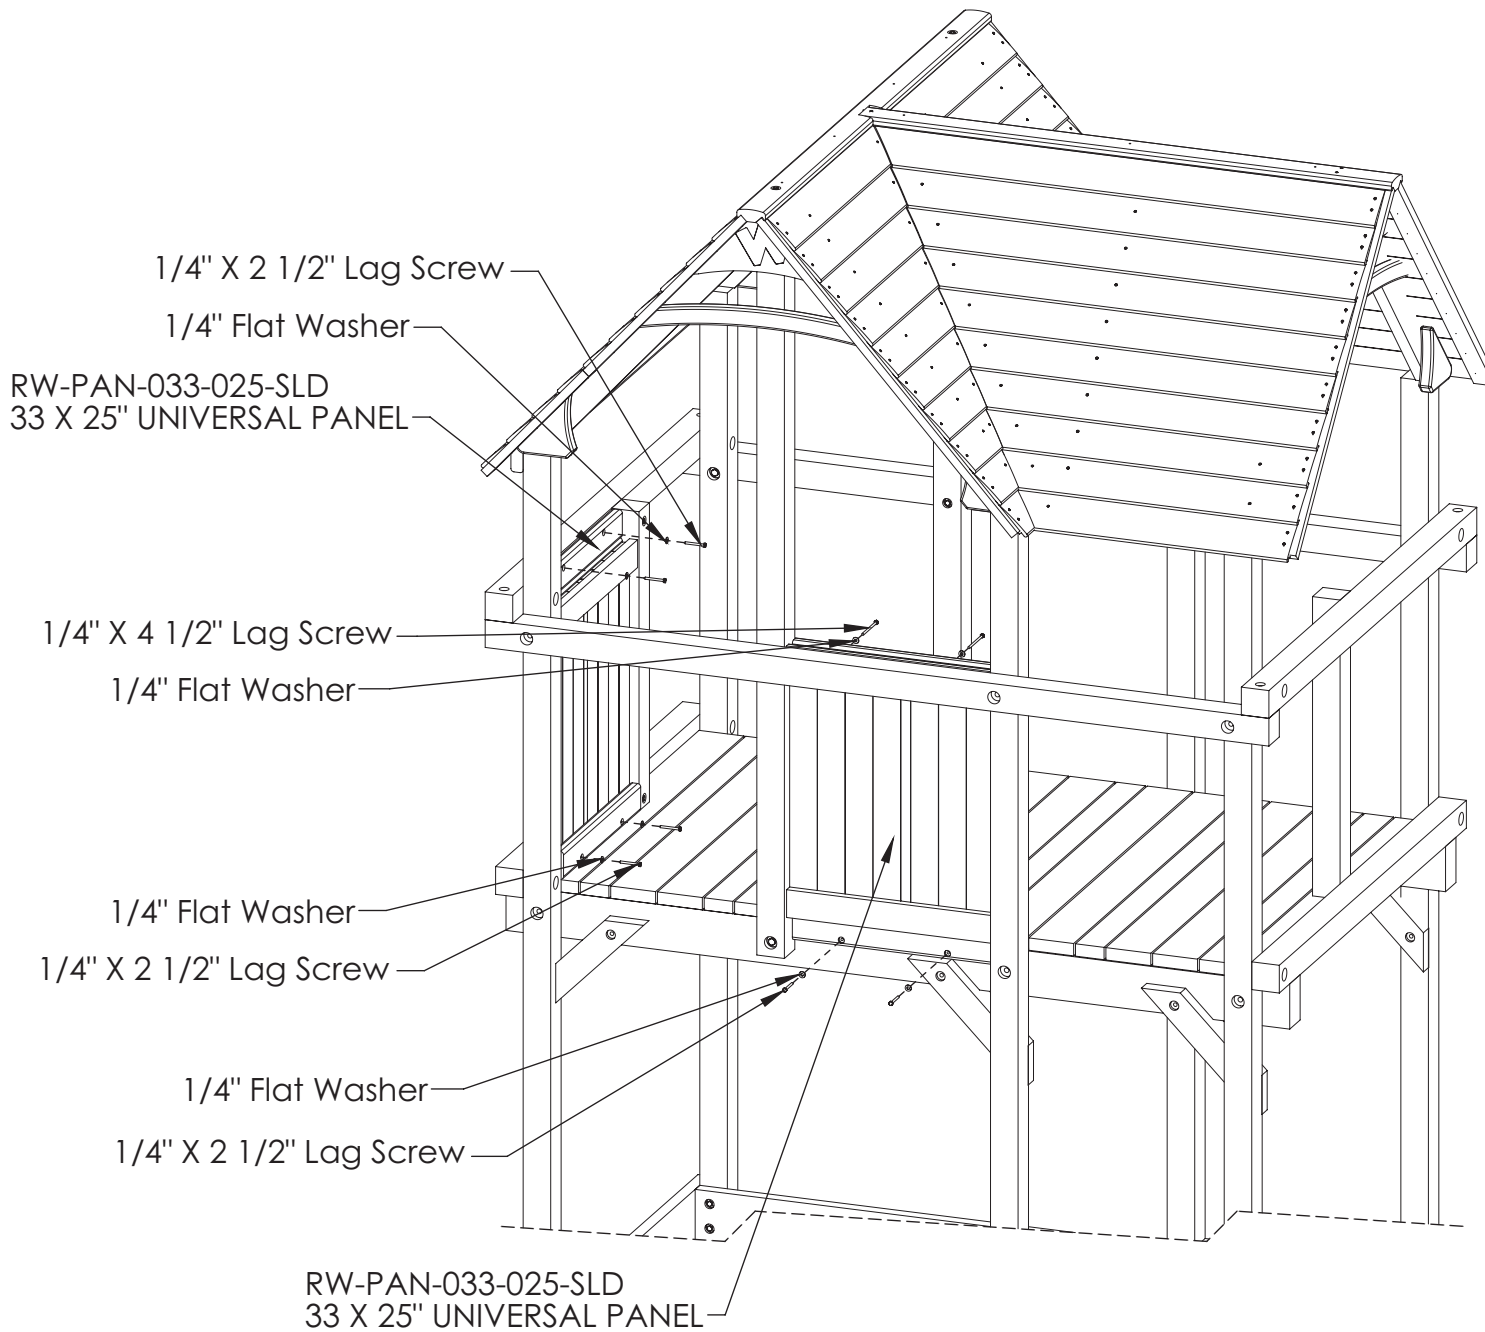 1/4" X 2 1/2" Lag Screw
1/4" Flat Washer
RW-PAN-033-025-SLD
33 X 25" UNIVERSAL PANEL
1/4" X 4 1/2" Lag Screw
1/4" Flat Washer
1/4" Flat Washer
1/4" X 2 1/2" Lag Screw
1/4" Flat Washer
1/4" X 2 1/2" Lag Screw
RW-PAN-033-025-SLD
33 X 25" UNIVERSAL PANEL